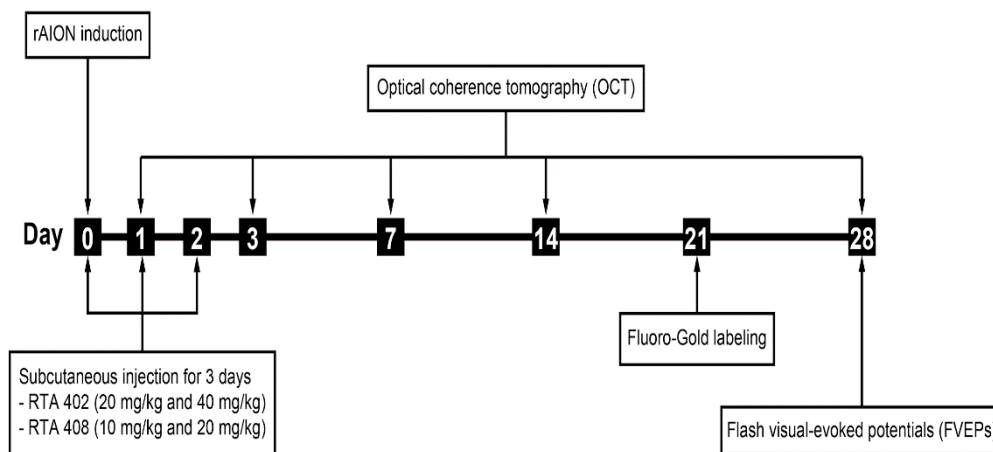 rAION induction
Optical coherence tomography (OCT)
Day 0 1 2 3 7 14 21 28
Fluoro-Gold labeling
Subcutaneous injection for 3 days
- RTA 402 (20 mg/kg and 40 mg/kg)
- RTA 408 (10 mg/kg and 20 mg/kg)
Flash visual-evoked potentials (FVEPs)